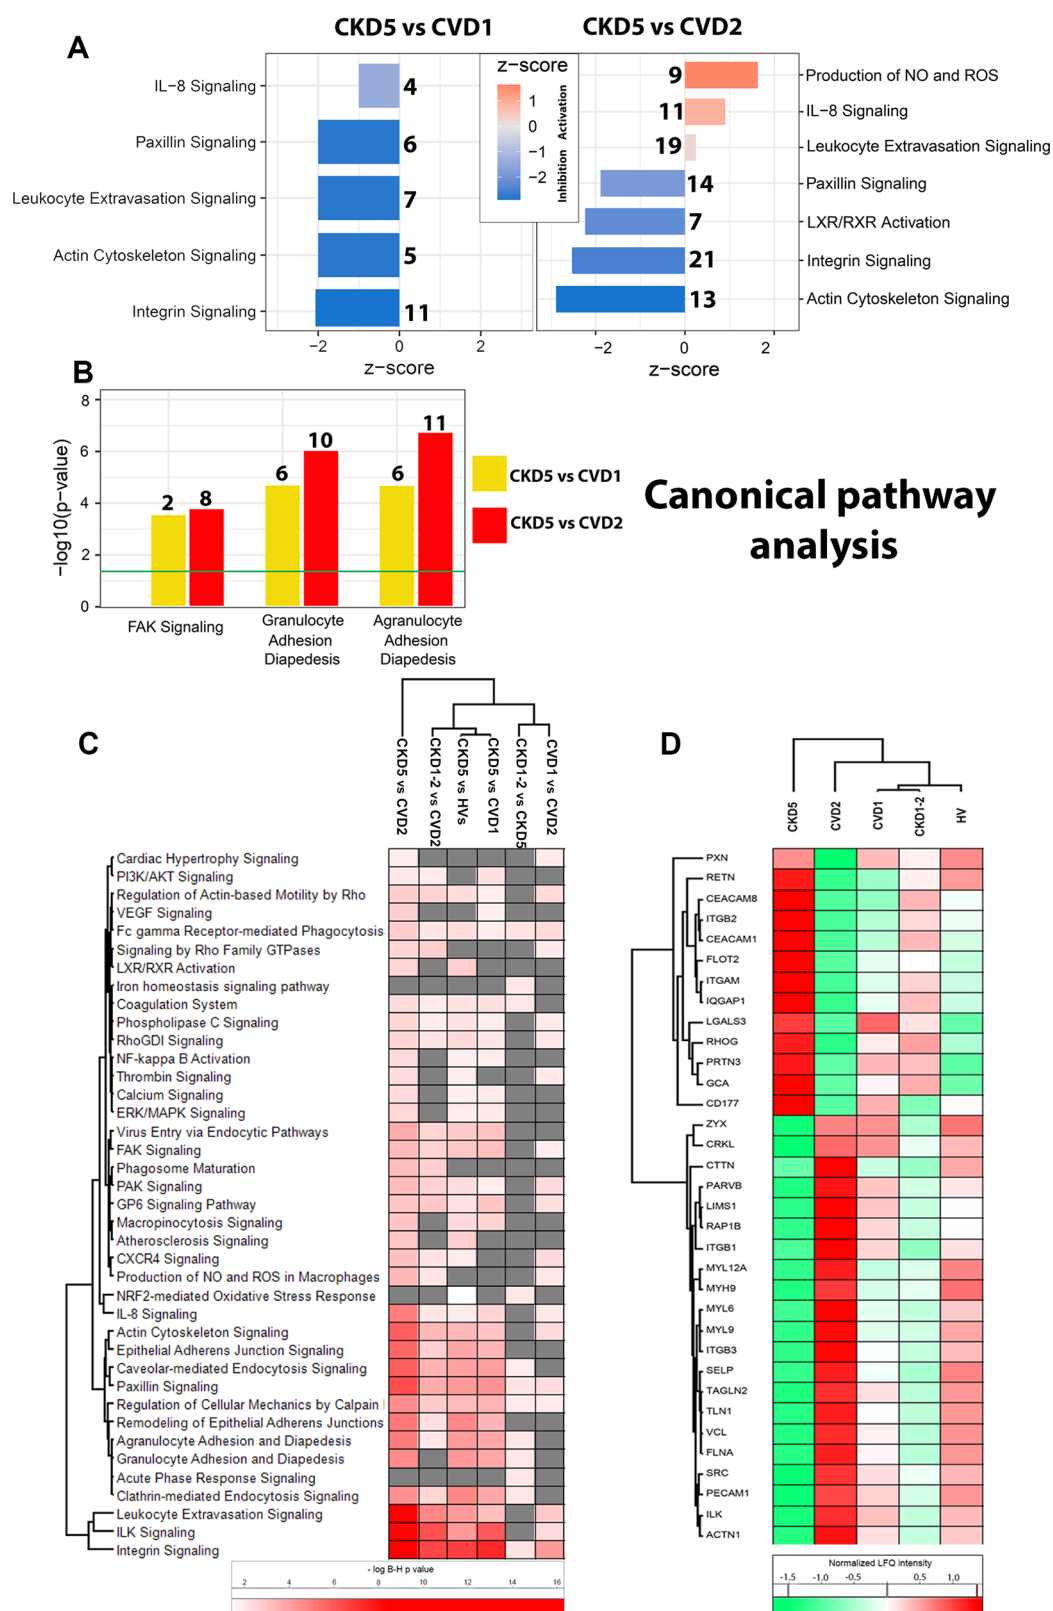 A
CKD5 vs CVD1
CKD5 vs CVD2
IL-8 Signaling
4
Paxillin Signaling
6
Leukocyte Extravasation Signaling
7
Actin Cytoskeleton Signaling
5
Integrin Signaling
11
−2
0
2
z-score
z-score
1
0
−1
−2
Inhibition Activation
9
Production of NO and ROS
11
IL-8 Signaling
19
Leukocyte Extravasation Signaling
14
Paxillin Signaling
7
LXR/RXR Activation
21
Integrin Signaling
13
Actin Cytoskeleton Signaling
−2
0
2
z-score
B
−log10(p-value)
8
6
4
2
0
2
8
6
10
6
11
FAK Signaling
Granulocyte
Adhesion
Diapedesis
Agranulocyte
Adhesion
Diapedesis
CKD5 vs CVD1
CKD5 vs CVD2
Canonical pathway
analysis
C
CKD5 vs CVD2
CKD1-2 vs CVD2
CKD5 vs HVs
CKD5 vs CVD1
CKD1-2 vs CKD5
CVD1 vs CVD2
Cardiac Hypertrophy Signaling
PI3K/AKT Signaling
Regulation of Actin-based Motility by Rho
VEGF Signaling
Fc gamma Receptor-mediated Phagocytosis
Signaling by Rho Family GTPases
LXR/RXR Activation
Iron homeostasis signaling pathway
Coagulation System
Phospholipase C Signaling
RhoGDI Signaling
NF-kappa B Activation
Thrombin Signaling
Calcium Signaling
ERK/MAPK Signaling
Virus Entry via Endocytic Pathways
FAK Signaling
Phagosome Maturation
PAK Signaling
GP6 Signaling Pathway
Macropinocytosis Signaling
Atherosclerosis Signaling
CXCR4 Signaling
Production of NO and ROS in Macrophages
NRF2-mediated Oxidative Stress Response
IL-8 Signaling
Actin Cytoskeleton Signaling
Epithelial Adherens Junction Signaling
Caveolar-mediated Endocytosis Signaling
Paxillin Signaling
Regulation of Cellular Mechanics by Calpain
Remodeling of Epithelial Adherens Junctions
Agranulocyte Adhesion and Diapedesis
Granulocyte Adhesion and Diapedesis
Acute Phase Response Signaling
Clathrin-mediated Endocytosis Signaling
Leukocyte Extravasation Signaling
ILK Signaling
Integrin Signaling
- log B-H p value
2 4 6 8 10 12 14 16
D
CKD5
CVD2
CVD1
CKD1-2
HV
PXN
RETN
CEACAM8
ITGB2
CEACAM1
FLOT2
ITGAM
IQGAP1
LGALS3
RHOG
PRTN3
GCA
CD177
ZYX
CRKL
CTTN
PARVB
LIMS1
RAP1B
ITGB1
MYL12A
MYH9
MYL6
MYL9
ITGB3
SELP
TAGLN2
TLN1
VCL
FLNA
SRC
PECAM1
ILK
ACTN1
Normalized LFQ intensity
-1,5 -1,0 -0,5 0 0,5 1,0